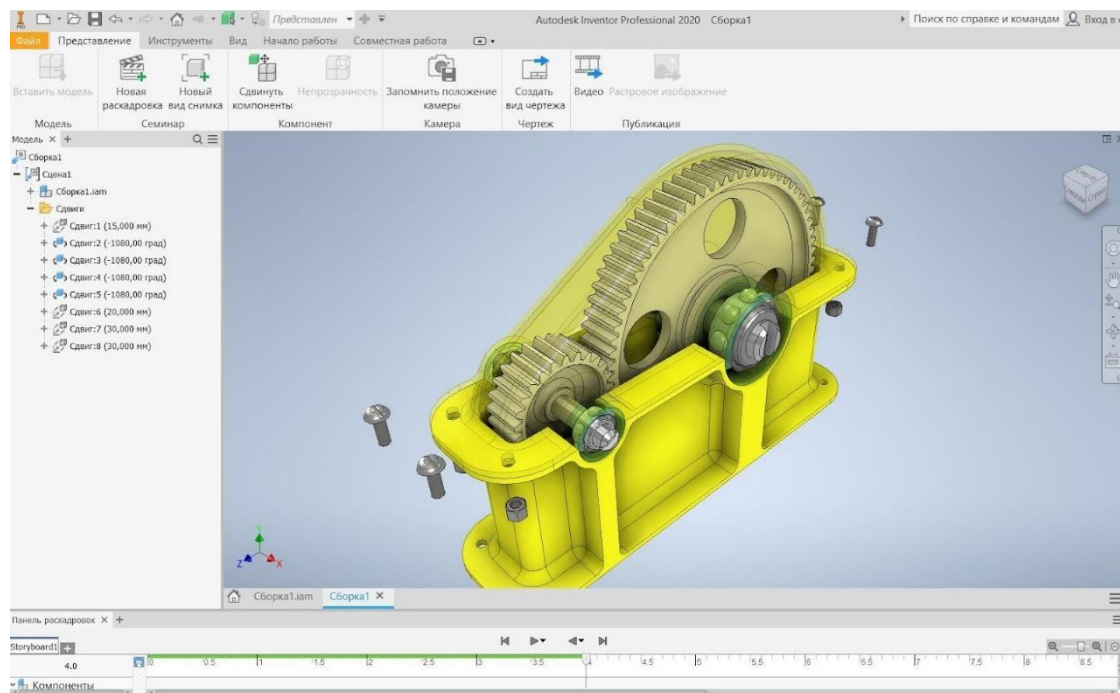 PRO
Представлен
Autodesk Inventor Professional 2020 Сборка1
Поиск по справке и командам
Вход в
Файл Представление Инструменты Вид Начало работы Совместная работа
Вставить модель
Новая раскадровка
Новый вид снимка
Сдвинуть компоненты
Непрозрачность
Запомнить положение камеры
Создать вид чертежа
Видео
Растровое изображение
Модель Семинар Компонент Камера Чертеж Публикация
Модель × +
Сборка1
Сцена1
Сборка1.iam
Сдвиги
Сдвиг:1 (15,000 мм)
Сдвиг:2 (-1080,00 град)
Сдвиг:3 (-1080,00 град)
Сдвиг:4 (-1080,00 град)
Сдвиг:5 (-1080,00 град)
Сдвиг:6 (20,000 мм)
Сдвиг:7 (30,000 мм)
Сдвиг:8 (30,000 мм)
Y
Z X
Сборка1.iam Сборка1 ×
Панель раскадровок × +
Storyboard1
4.0
0 0.5 1 1.5 2 2.5 3 3.5 4 4.5 5 5.5 6 6.5 7 7.5 8 8.5
Компоненты